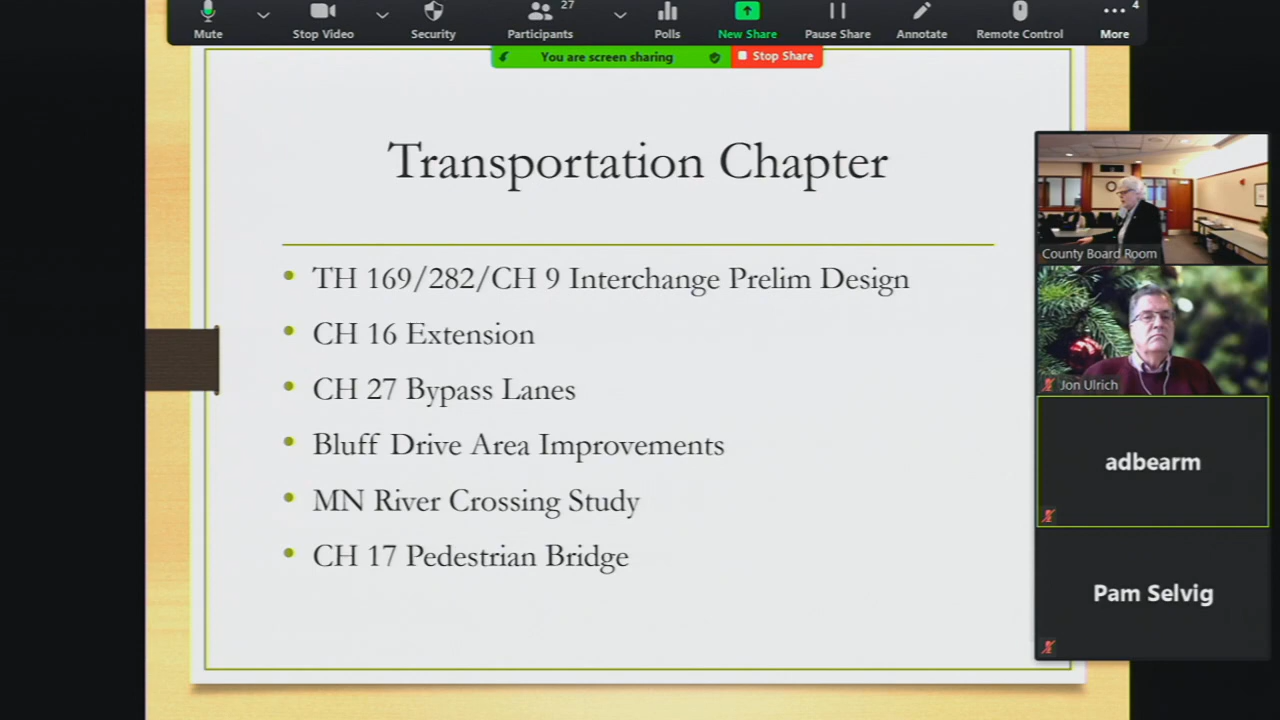 27
4
Mute
Stop Video
Security
Participants
Polls
New Share
Pause Share
Annotate
Remote Control
More
You are screen sharing
Stop Share
Transportation Chapter
TH 169/282/CH 9 Interchange Prelim Design
CH 16 Extension
CH 27 Bypass Lanes
Bluff Drive Area Improvements
MN River Crossing Study
CH 17 Pedestrian Bridge
County Board Room
Jon Ulrich
adbearm
Pam Selvig